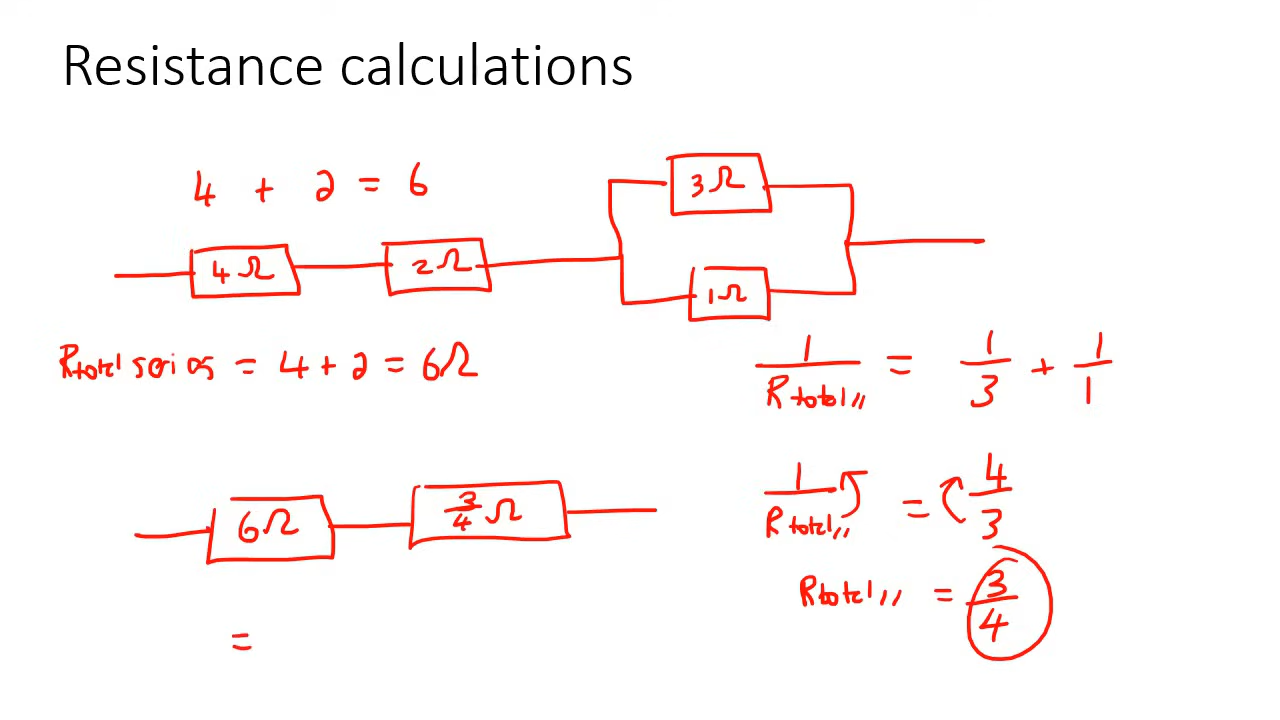 Resistance calculations
4 + 2 = 6
3Ω
4Ω 2Ω
1Ω
Rtotal series = 4 + 2 = 6Ω
1/Rtotal// = 1/3 + 1/1
1/Rtotal// = 4/3
6Ω 3/4 Ω
Rtotal// = 3/4
=